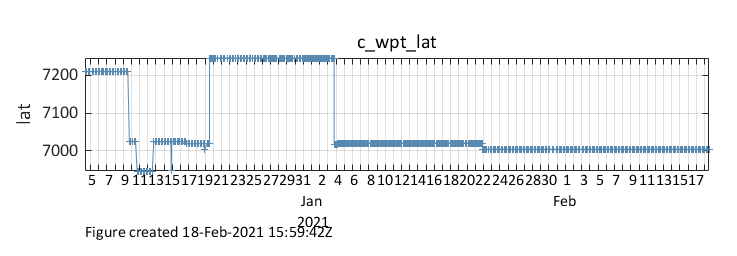 c_wpt_lat
7200
7100
7000
lat
5 7 9 11 13 15 17 19 21 23 25 27 29 31 2 4 6 8 10 12 14 16 18 20 22 24 26 28 30 1 3 5 7 9 11 13 15 17
Jan Feb
2021
Figure created 18-Feb-2021 15:59:42Z